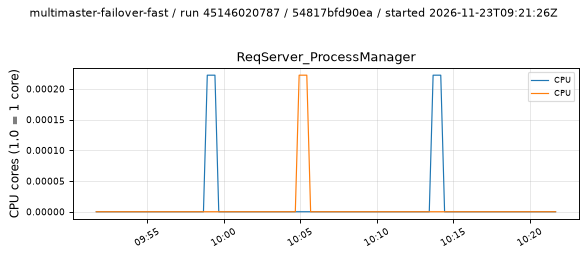 multimaster-failover-fast / run 45146020787 / 54817bfd90ea / started 2026-11-23T09:21:26Z
ReqServer_ProcessManager
CPU cores (1.0 = 1 core)
0.00020
0.00015
0.00010
0.00005
0.00000
CPU
CPU
09:55
10:00
10:05
10:10
10:15
10:20